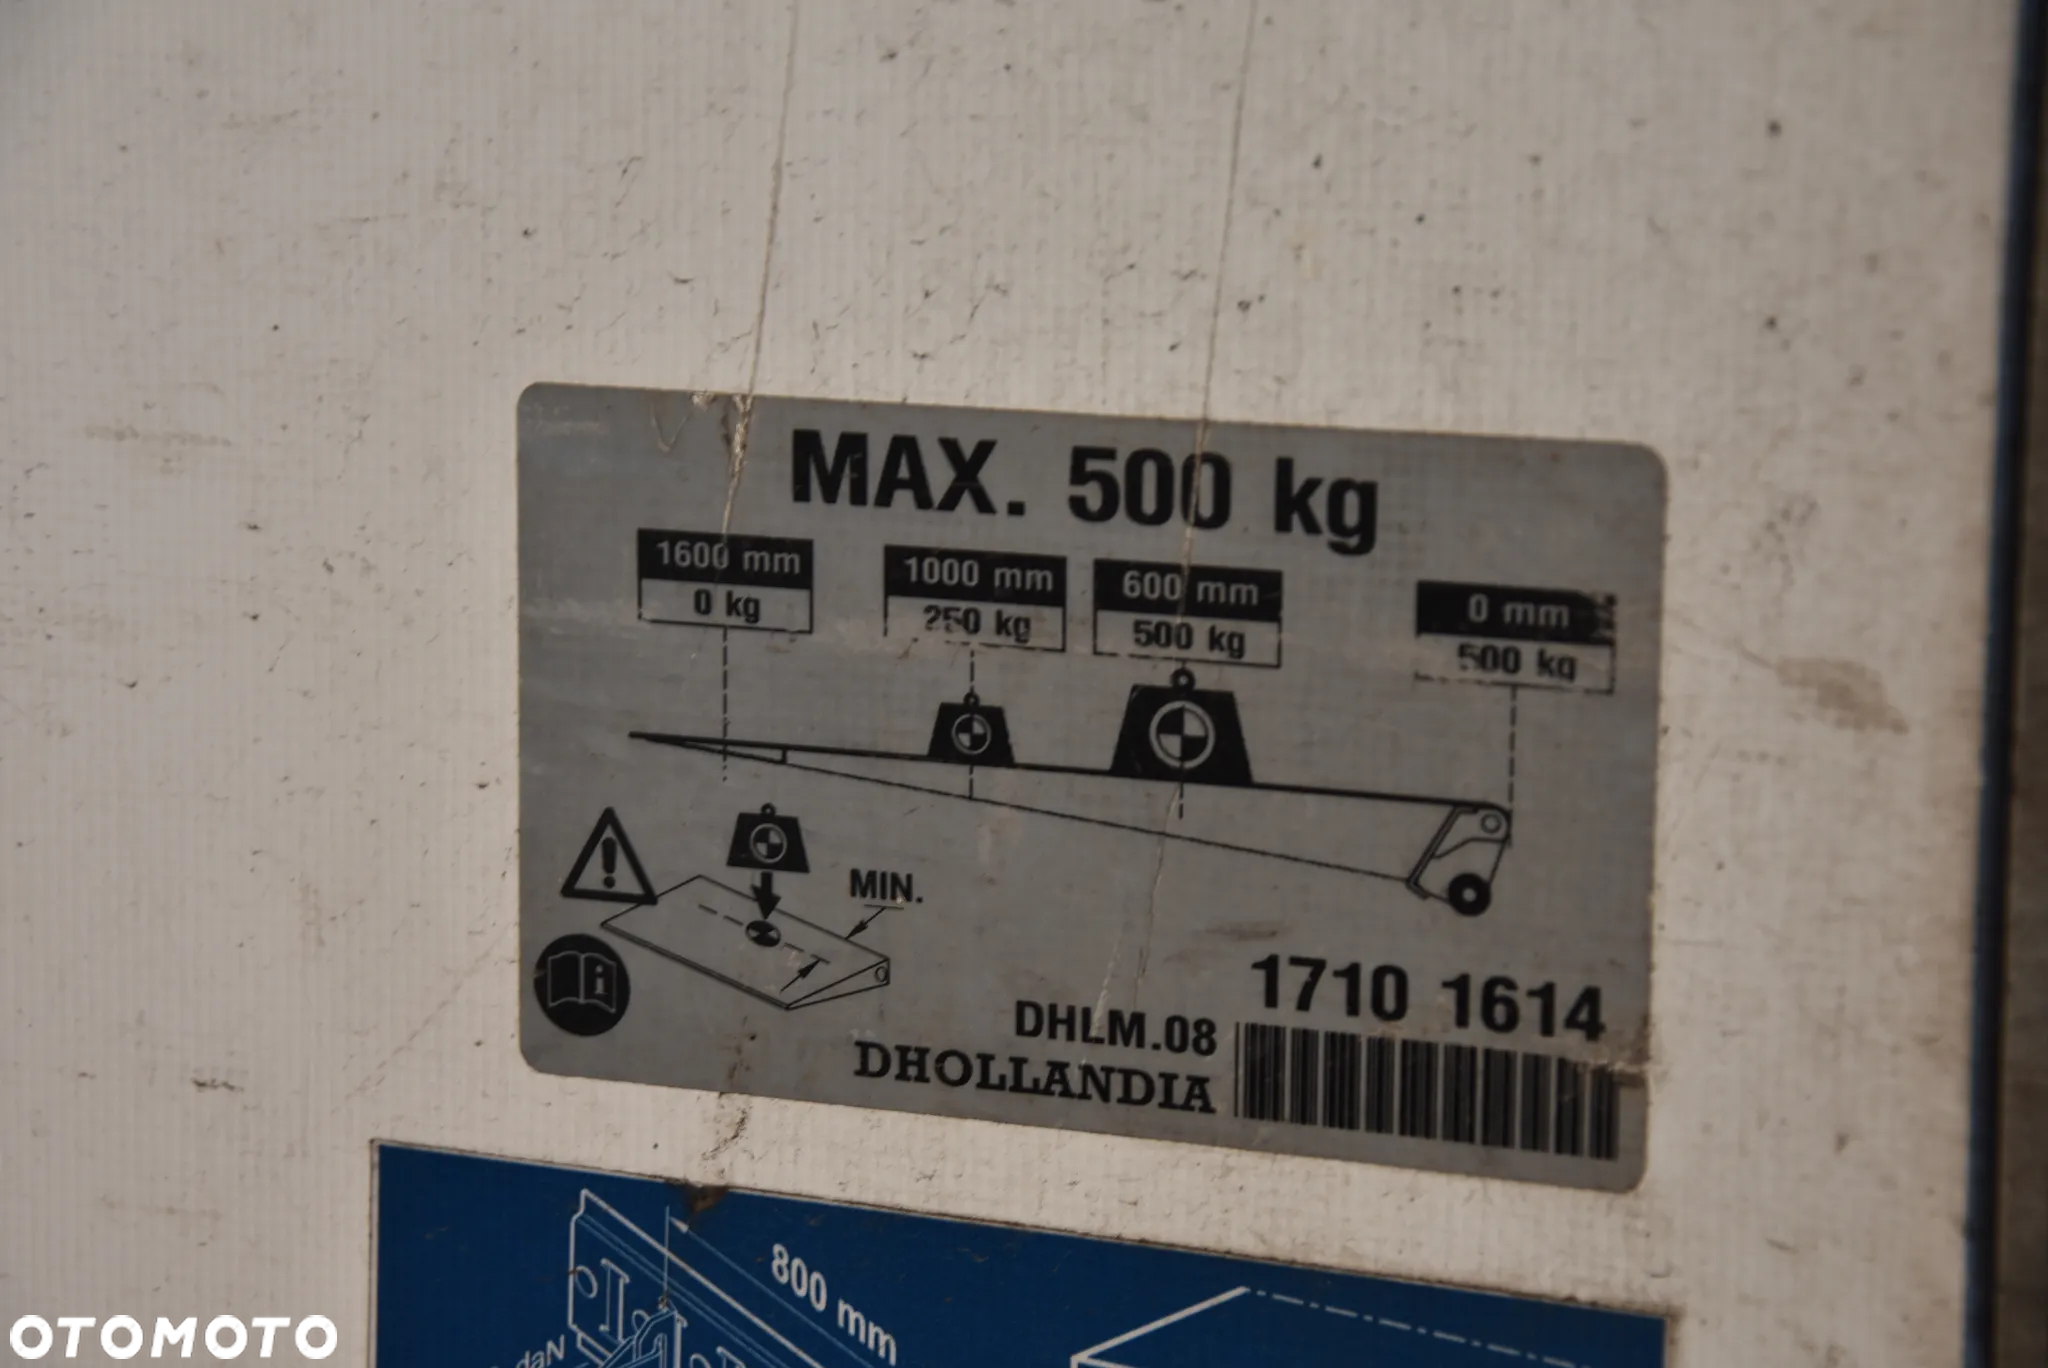 MAX. 500 kg
1600 mm
0 kg
1000 mm
250 kg
600 mm
500 kg
0 mm
500 kg
MIN.
1710 1614
DHLM.08
DHOLLANDIA
800 mm
daN
OTOMOTO